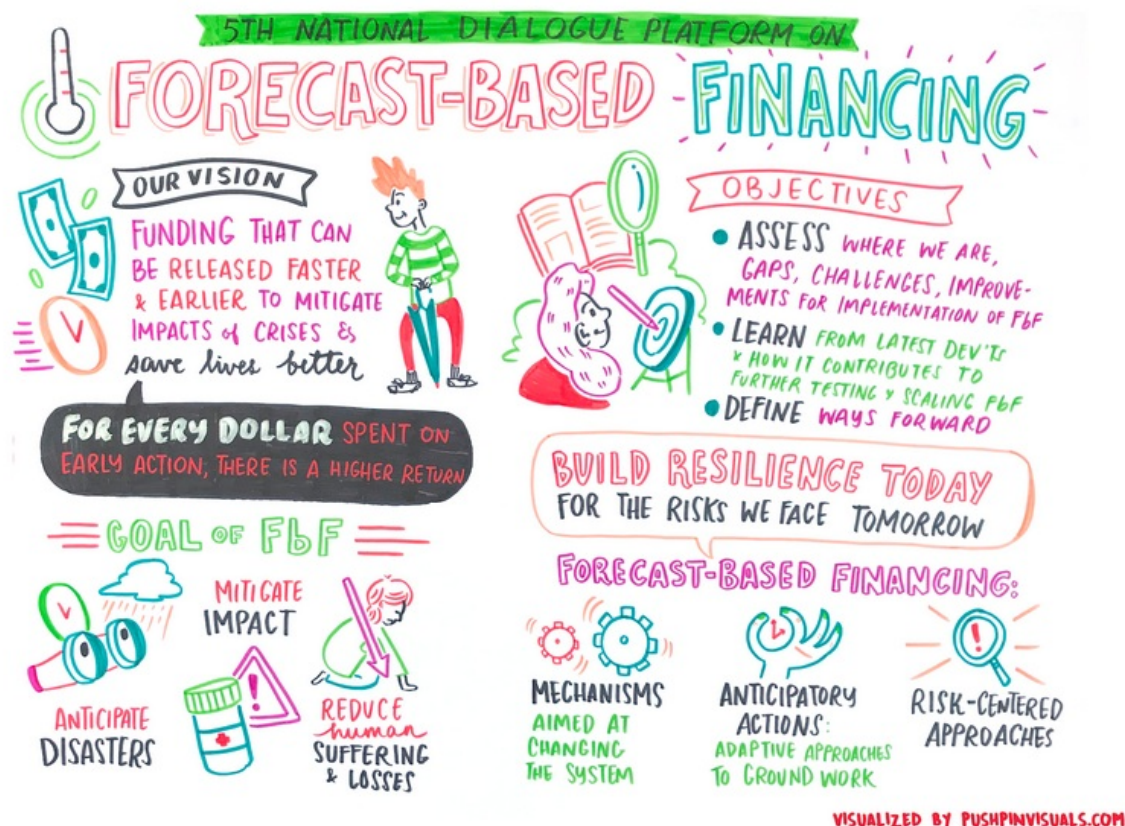 5TH NATIONAL DIALOGUE PLATFORM ON
FORECAST-BASED FINANCING
OUR VISION
FUNDING THAT CAN
BE RELEASED FASTER
& EARLIER TO MITIGATE
IMPACTS of CRISES &
save lives better
FOR EVERY DOLLAR SPENT ON
EARLY ACTION, THERE IS A HIGHER RETURN
GOAL OF FbF
ANTICIPATE
DISASTERS
MITIGATE
IMPACT
REDUCE
human
SUFFERING
& LOSSES
OBJECTIVES
• ASSESS WHERE WE ARE,
GAPS, CHALLENGES, IMPROVE-
MENTS FOR IMPLEMENTATION OF FbF
• LEARN FROM LATEST DEV'TS
& HOW IT CONTRIBUTES TO
FURTHER TESTING & SCALING FbF
• DEFINE WAYS FORWARD
BUILD RESILIENCE TODAY
FOR THE RISKS WE FACE TOMORROW
FORECAST-BASED FINANCING:
MECHANISMS
AIMED AT
CHANGING
THE SYSTEM
ANTICIPATORY
ACTIONS:
ADAPTIVE APPROACHES
TO GROUND WORK
RISK-CENTERED
APPROACHES
VISUALIZED BY PUSHPINVISUALS.COM